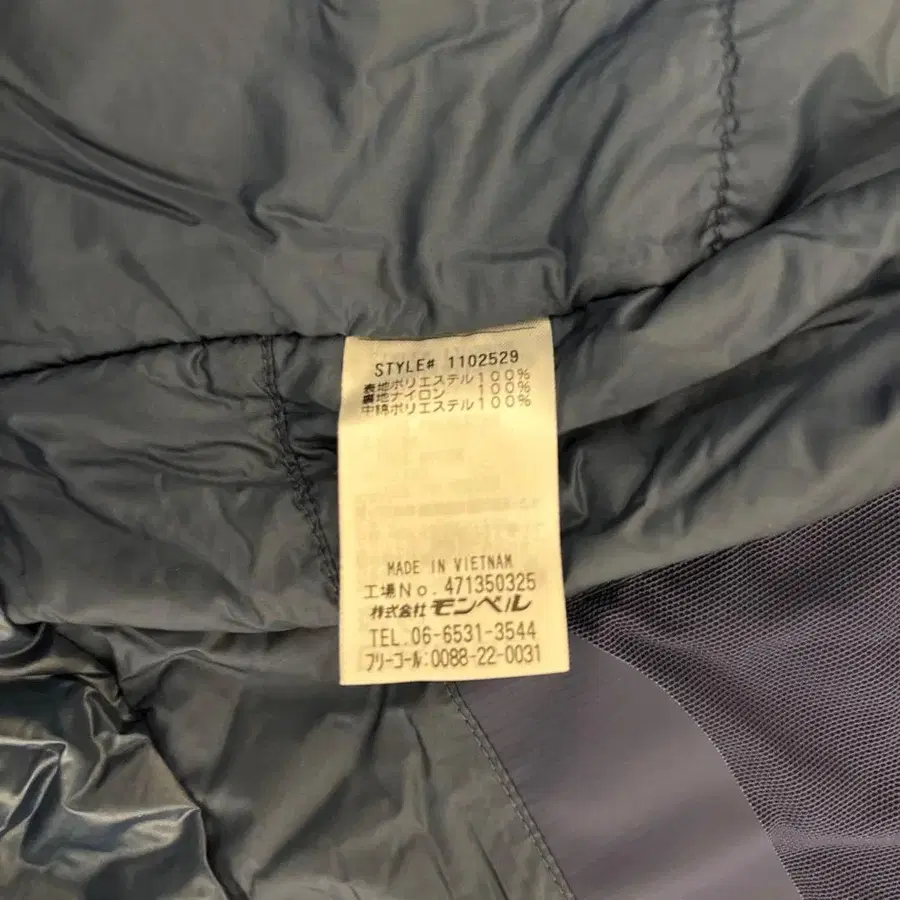 STYLE# 1102529
表地ポリエステル100%
裏地ナイロン 100%
中綿ポリエステル100%
MADE IN VIETNAM
工場No. 471350325
株式会社 モンベル
TEL.06-6531-3544
フリーコール:0088-22-0031